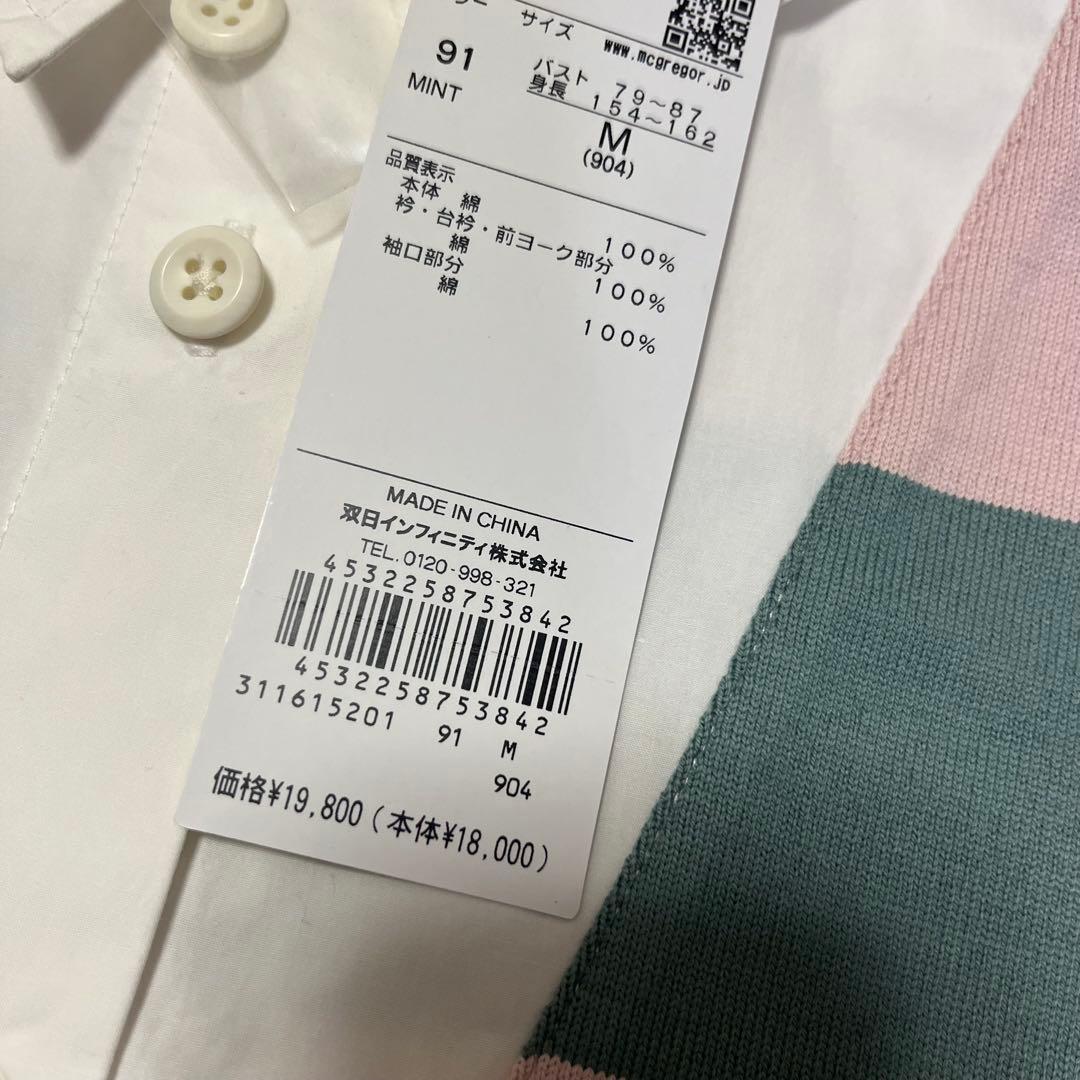 サイズ
www.mcgregor.jp
91
MINT
バスト 79～87
身長 154～162
M
(904)
品質表示
本体 綿 100%
衿・台衿・前ヨーク部分
綿 100%
袖口部分
綿 100%
MADE IN CHINA
双日インフィニティ株式会社
TEL.0120-998-321
4532258753842
4532258753842
311615201 91 M
904
価格¥19,800(本体¥18,000)